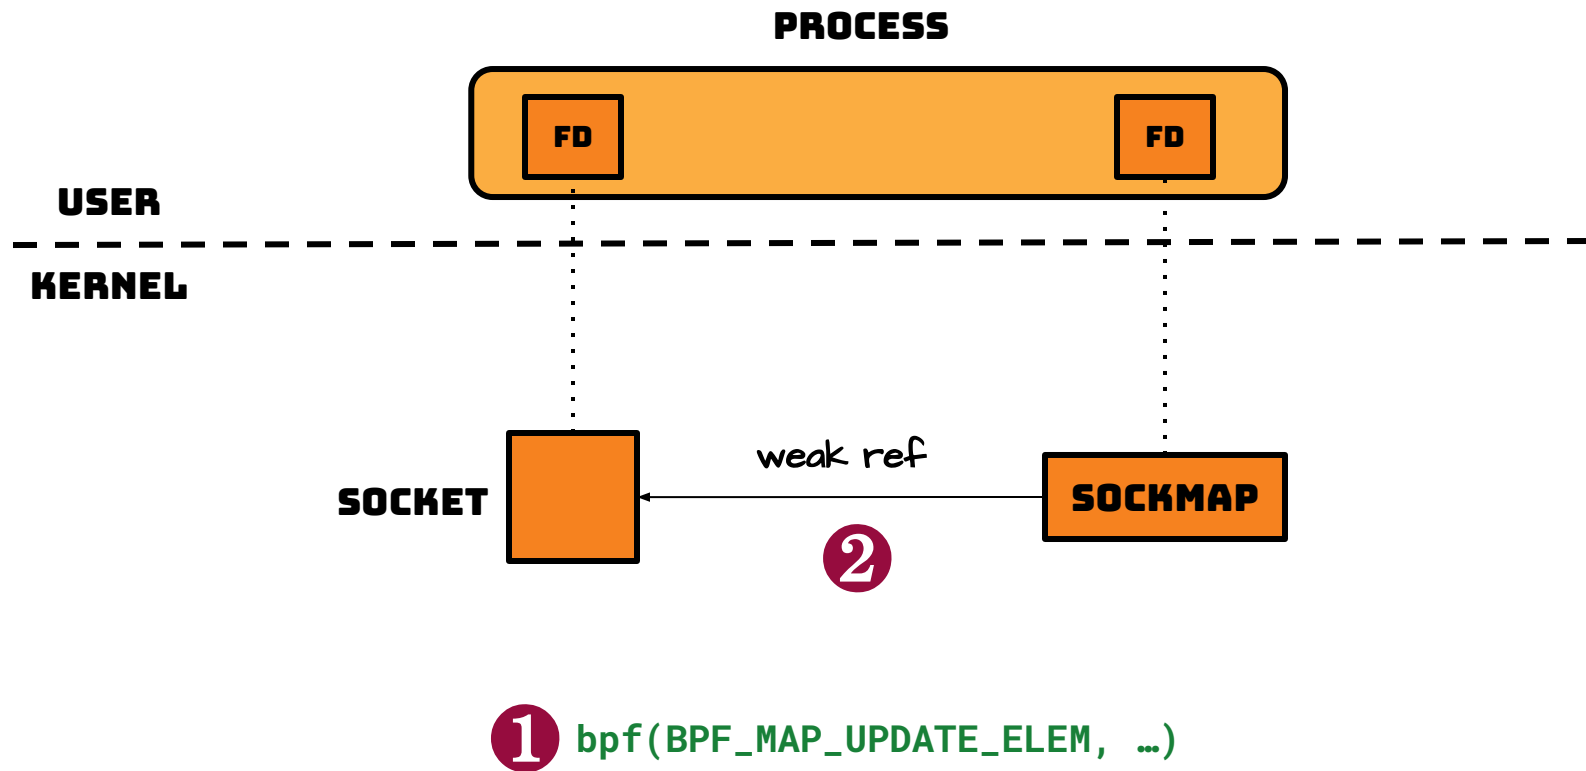 PROCESS
FD
FD
USER
KERNEL
weak ref
SOCKET
SOCKMAP
2
1 bpf(BPF_MAP_UPDATE_ELEM, …)